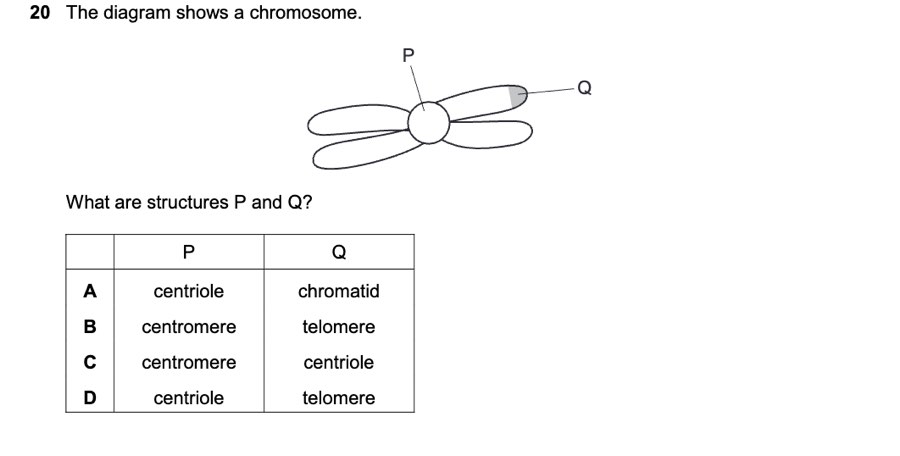 20 The diagram shows a chromosome.
P
Q
What are structures P and Q?
P Q
A centriole chromatid
B centromere telomere
C centromere centriole
D centriole telomere